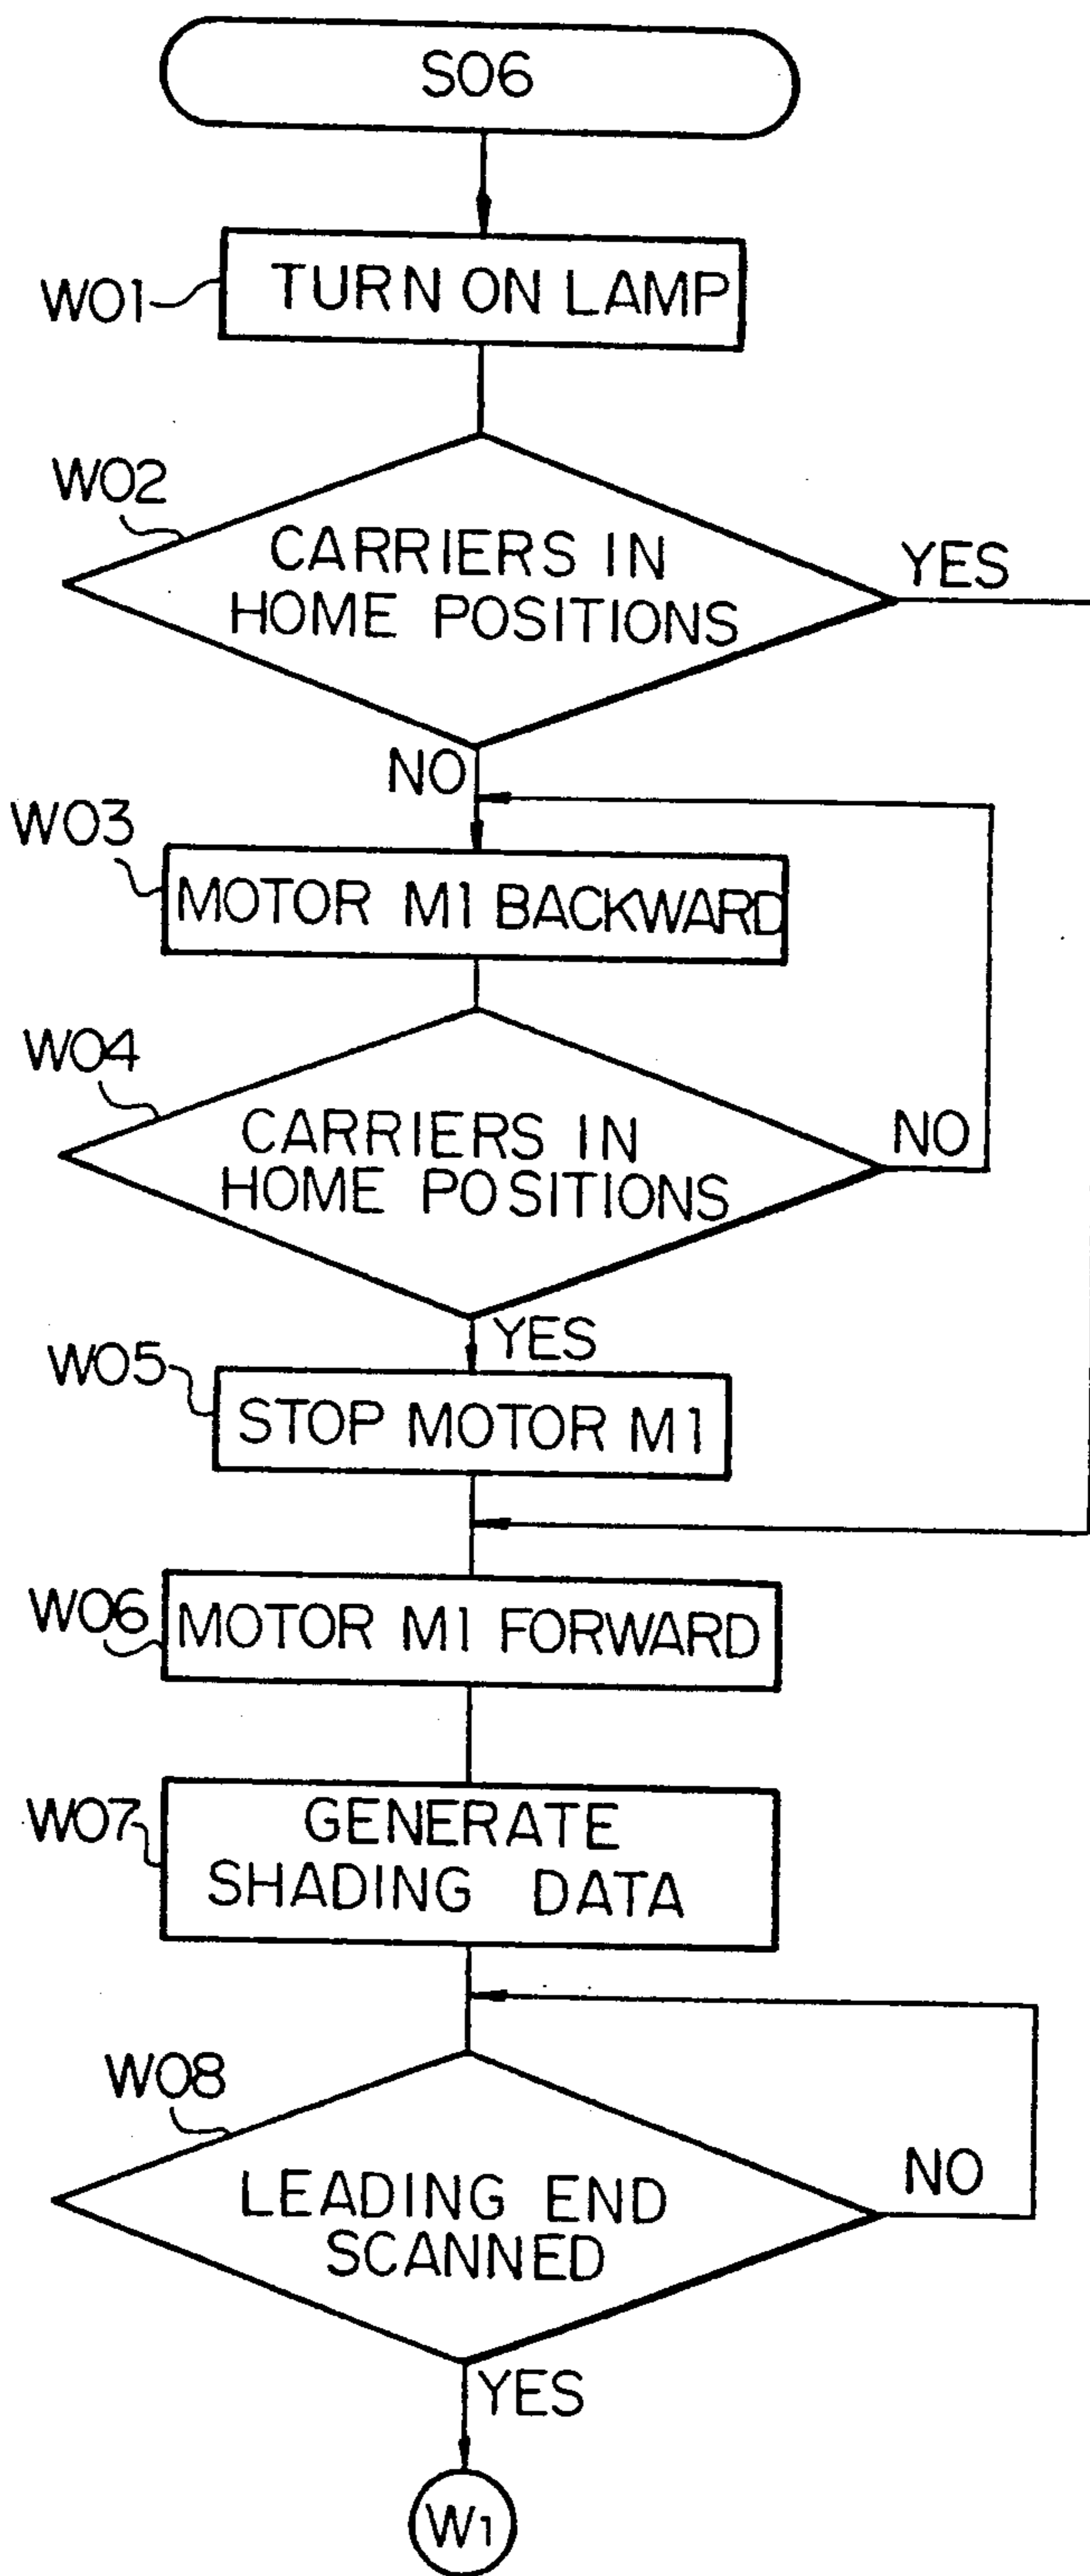 S06
W01
TURN ON LAMP
W02
CARRIERS IN
HOME POSITIONS
YES
NO
W03
MOTOR M1 BACKWARD
W04
CARRIERS IN
HOME POSITIONS
NO
YES
W05
STOP MOTOR M1
W06
MOTOR M1 FORWARD
W07
GENERATE
SHADING DATA
W08
LEADING END
SCANNED
NO
YES
W1